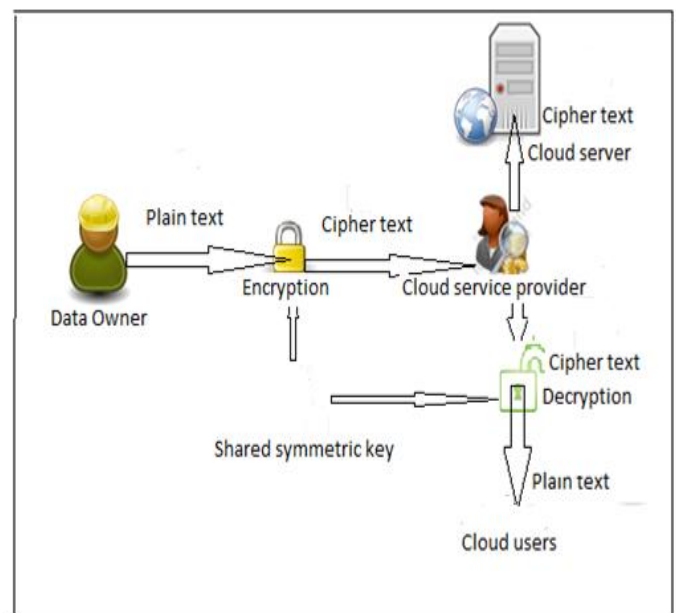 Cipher text
Cloud server
Plain text
Cipher text
Data Owner
Encryption
Cloud service provider
Cipher text
Decryption
Shared symmetric key
Plain text
Cloud users